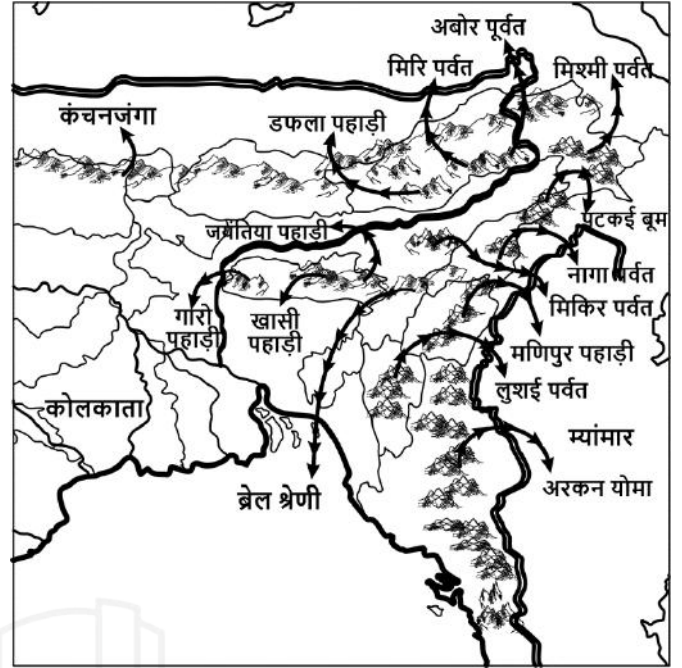 अबोर पूर्वत
मिरि पर्वत
मिश्मी पर्वत
कंचनजंगा
डफला पहाड़ी
पटकई बूम
जयंतिया पहाड़ी
नागा पर्वत
मिकिर पर्वत
गारो
पहाड़ी
खासी
पहाड़ी
मणिपुर पहाड़ी
लुशई पर्वत
कोलकाता
म्यांमार
अरकन योमा
ब्रेल श्रेणी